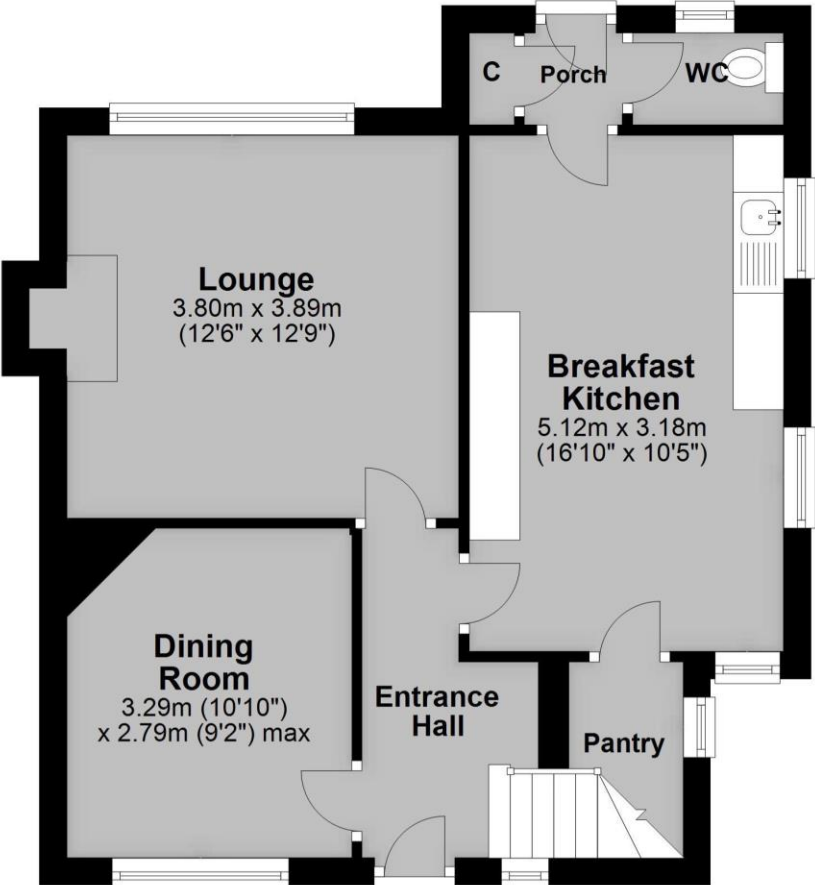 C
Porch
WC
Lounge
3.80m x 3.89m
(12'6" x 12'9")
Breakfast
Kitchen
5.12m x 3.18m
(16'10" x 10'5")
Dining
Room
3.29m (10'10")
x 2.79m (9'2") max
Entrance
Hall
Pantry